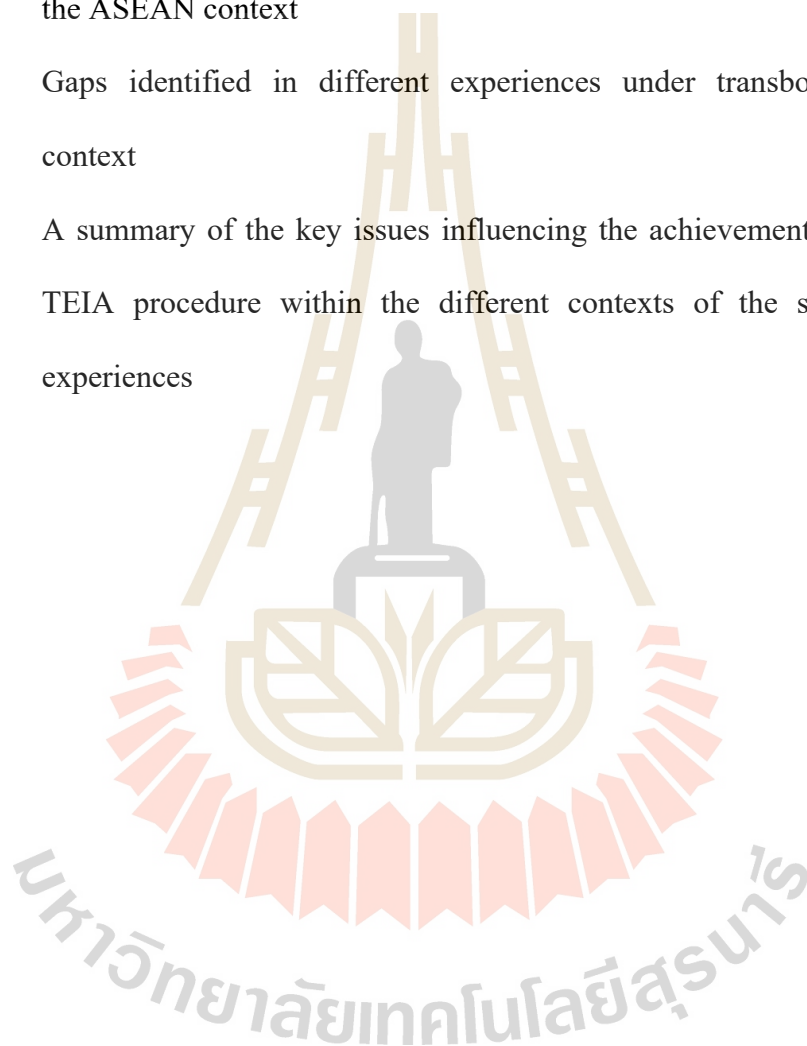 the ASEAN context
Gaps identified in different experiences under transbo
context
A summary of the key issues influencing the achievement
TEIA procedure within the different contexts of the s
experiences
มหาวิทยาลัยเทคโนโลยีสุรนารี